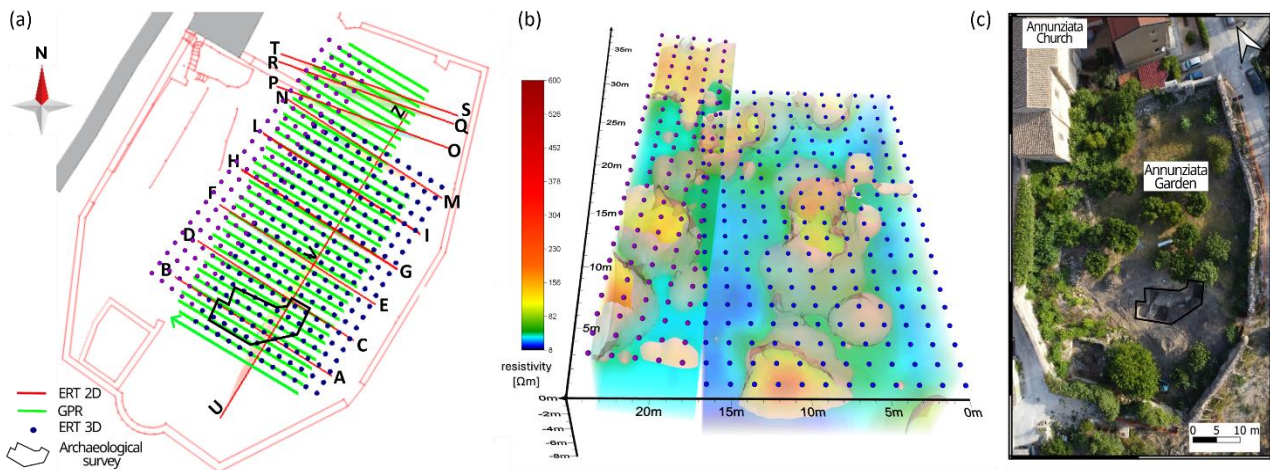 (a)
N
T
R
P
N
L
H
F
D
B
Z
S
Q
O
M
I
V
G
E
C
A
U
ERT 2D
GPR
ERT 3D
Archaeological
survey
(b)
600
526
452
378
304
230
156
82
8
resistivity
[Ωm]
35m
30m
25m
20m
15m
10m
5m
0m
-2m
-4m
-6m
-8m
20m
15m
10m
5m
0m
(c)
Annunziata
Church
Annunziata
Garden
0 5 10 m